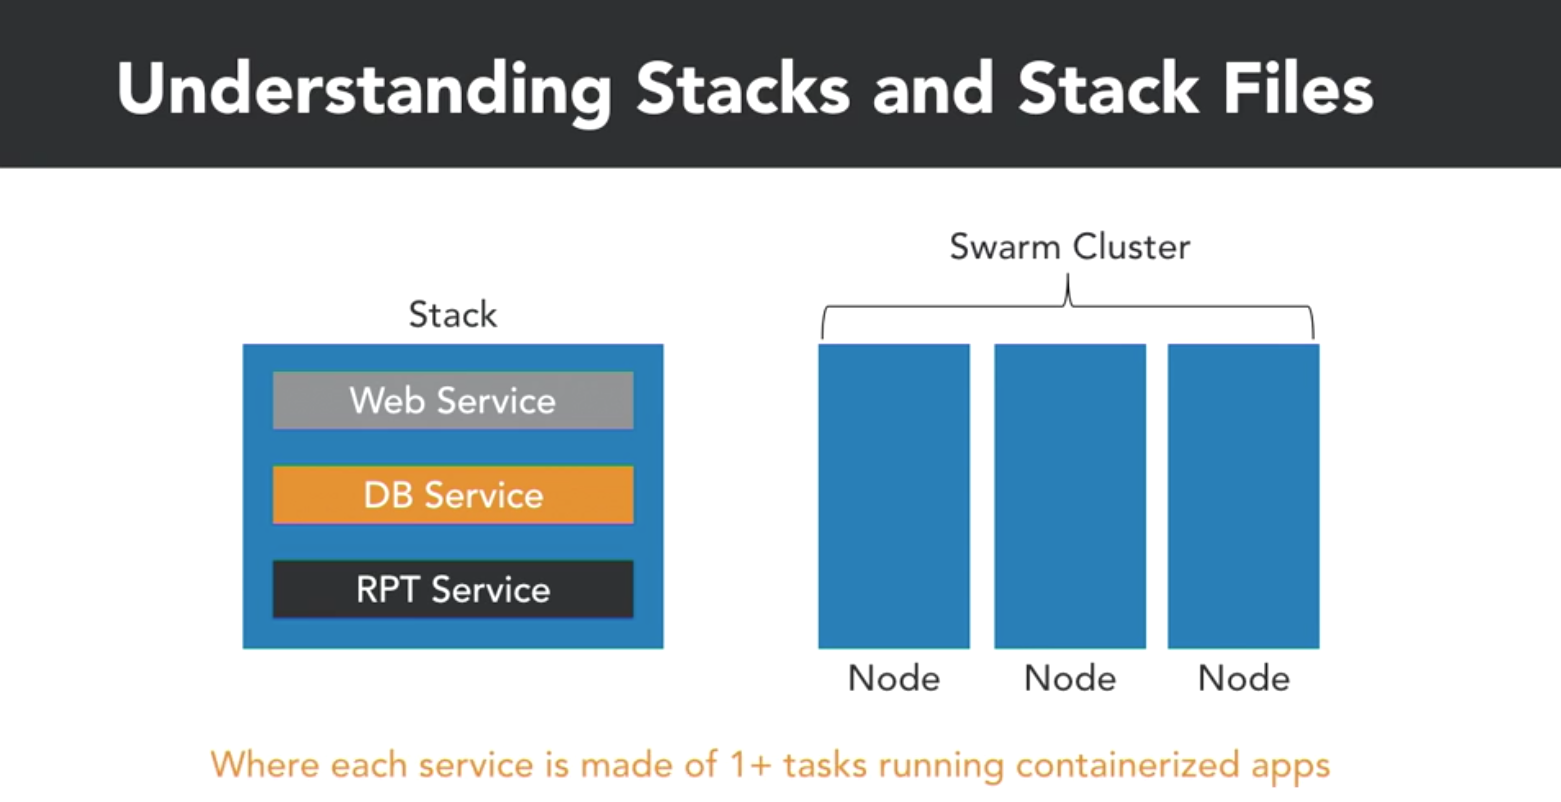 Understanding Stacks and Stack Files
Swarm Cluster
Stack
Web Service
DB Service
RPT Service
Node Node Node
Where each service is made of 1+ tasks running containerized apps